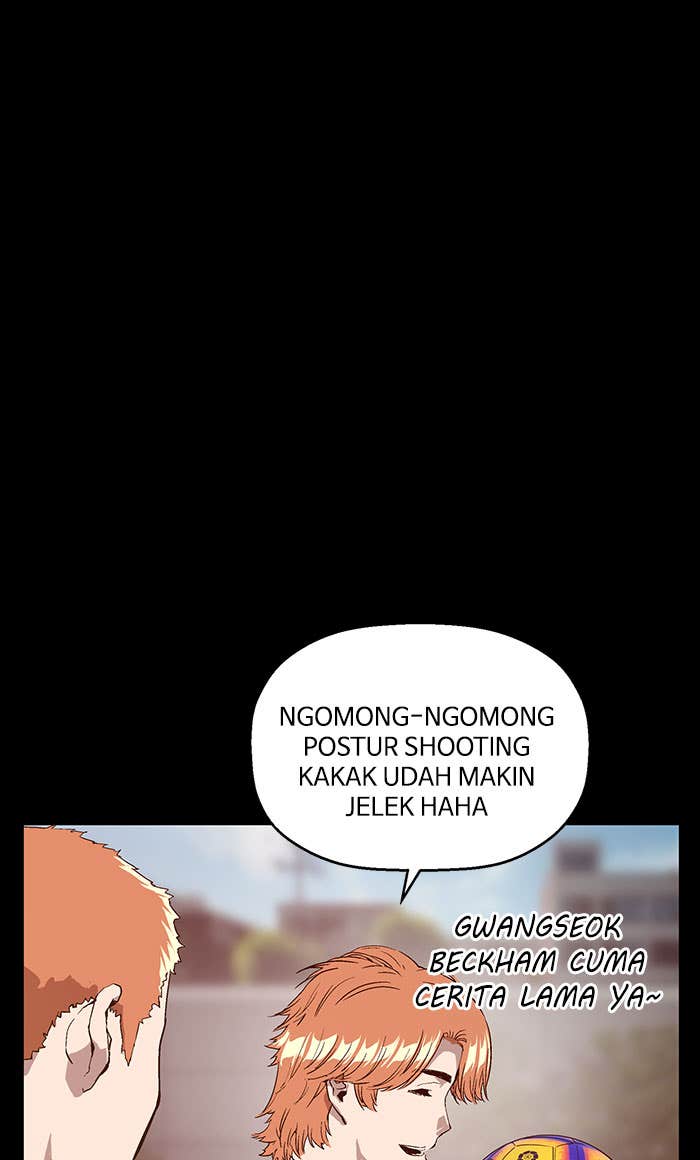 NGOMONG-NGOMONG
POSTUR SHOOTING
KAKAK UDAH MAKIN
JELEK HAHA
GWANGSEOK
BECKHAM CUMA
CERITA LAMA YA~